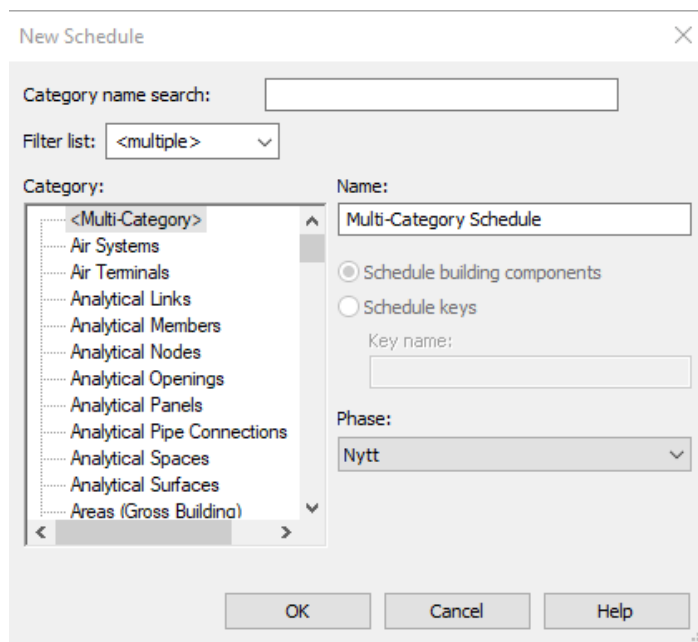 New Schedule
Category name search:
Filter list: <multiple>
Category:
<Multi-Category>
Air Systems
Air Terminals
Analytical Links
Analytical Members
Analytical Nodes
Analytical Openings
Analytical Panels
Analytical Pipe Connections
Analytical Spaces
Analytical Surfaces
Areas (Gross Building)
Name:
Multi-Category Schedule
Schedule building components
Schedule keys
Key name:
Phase:
Nytt
OK Cancel Help